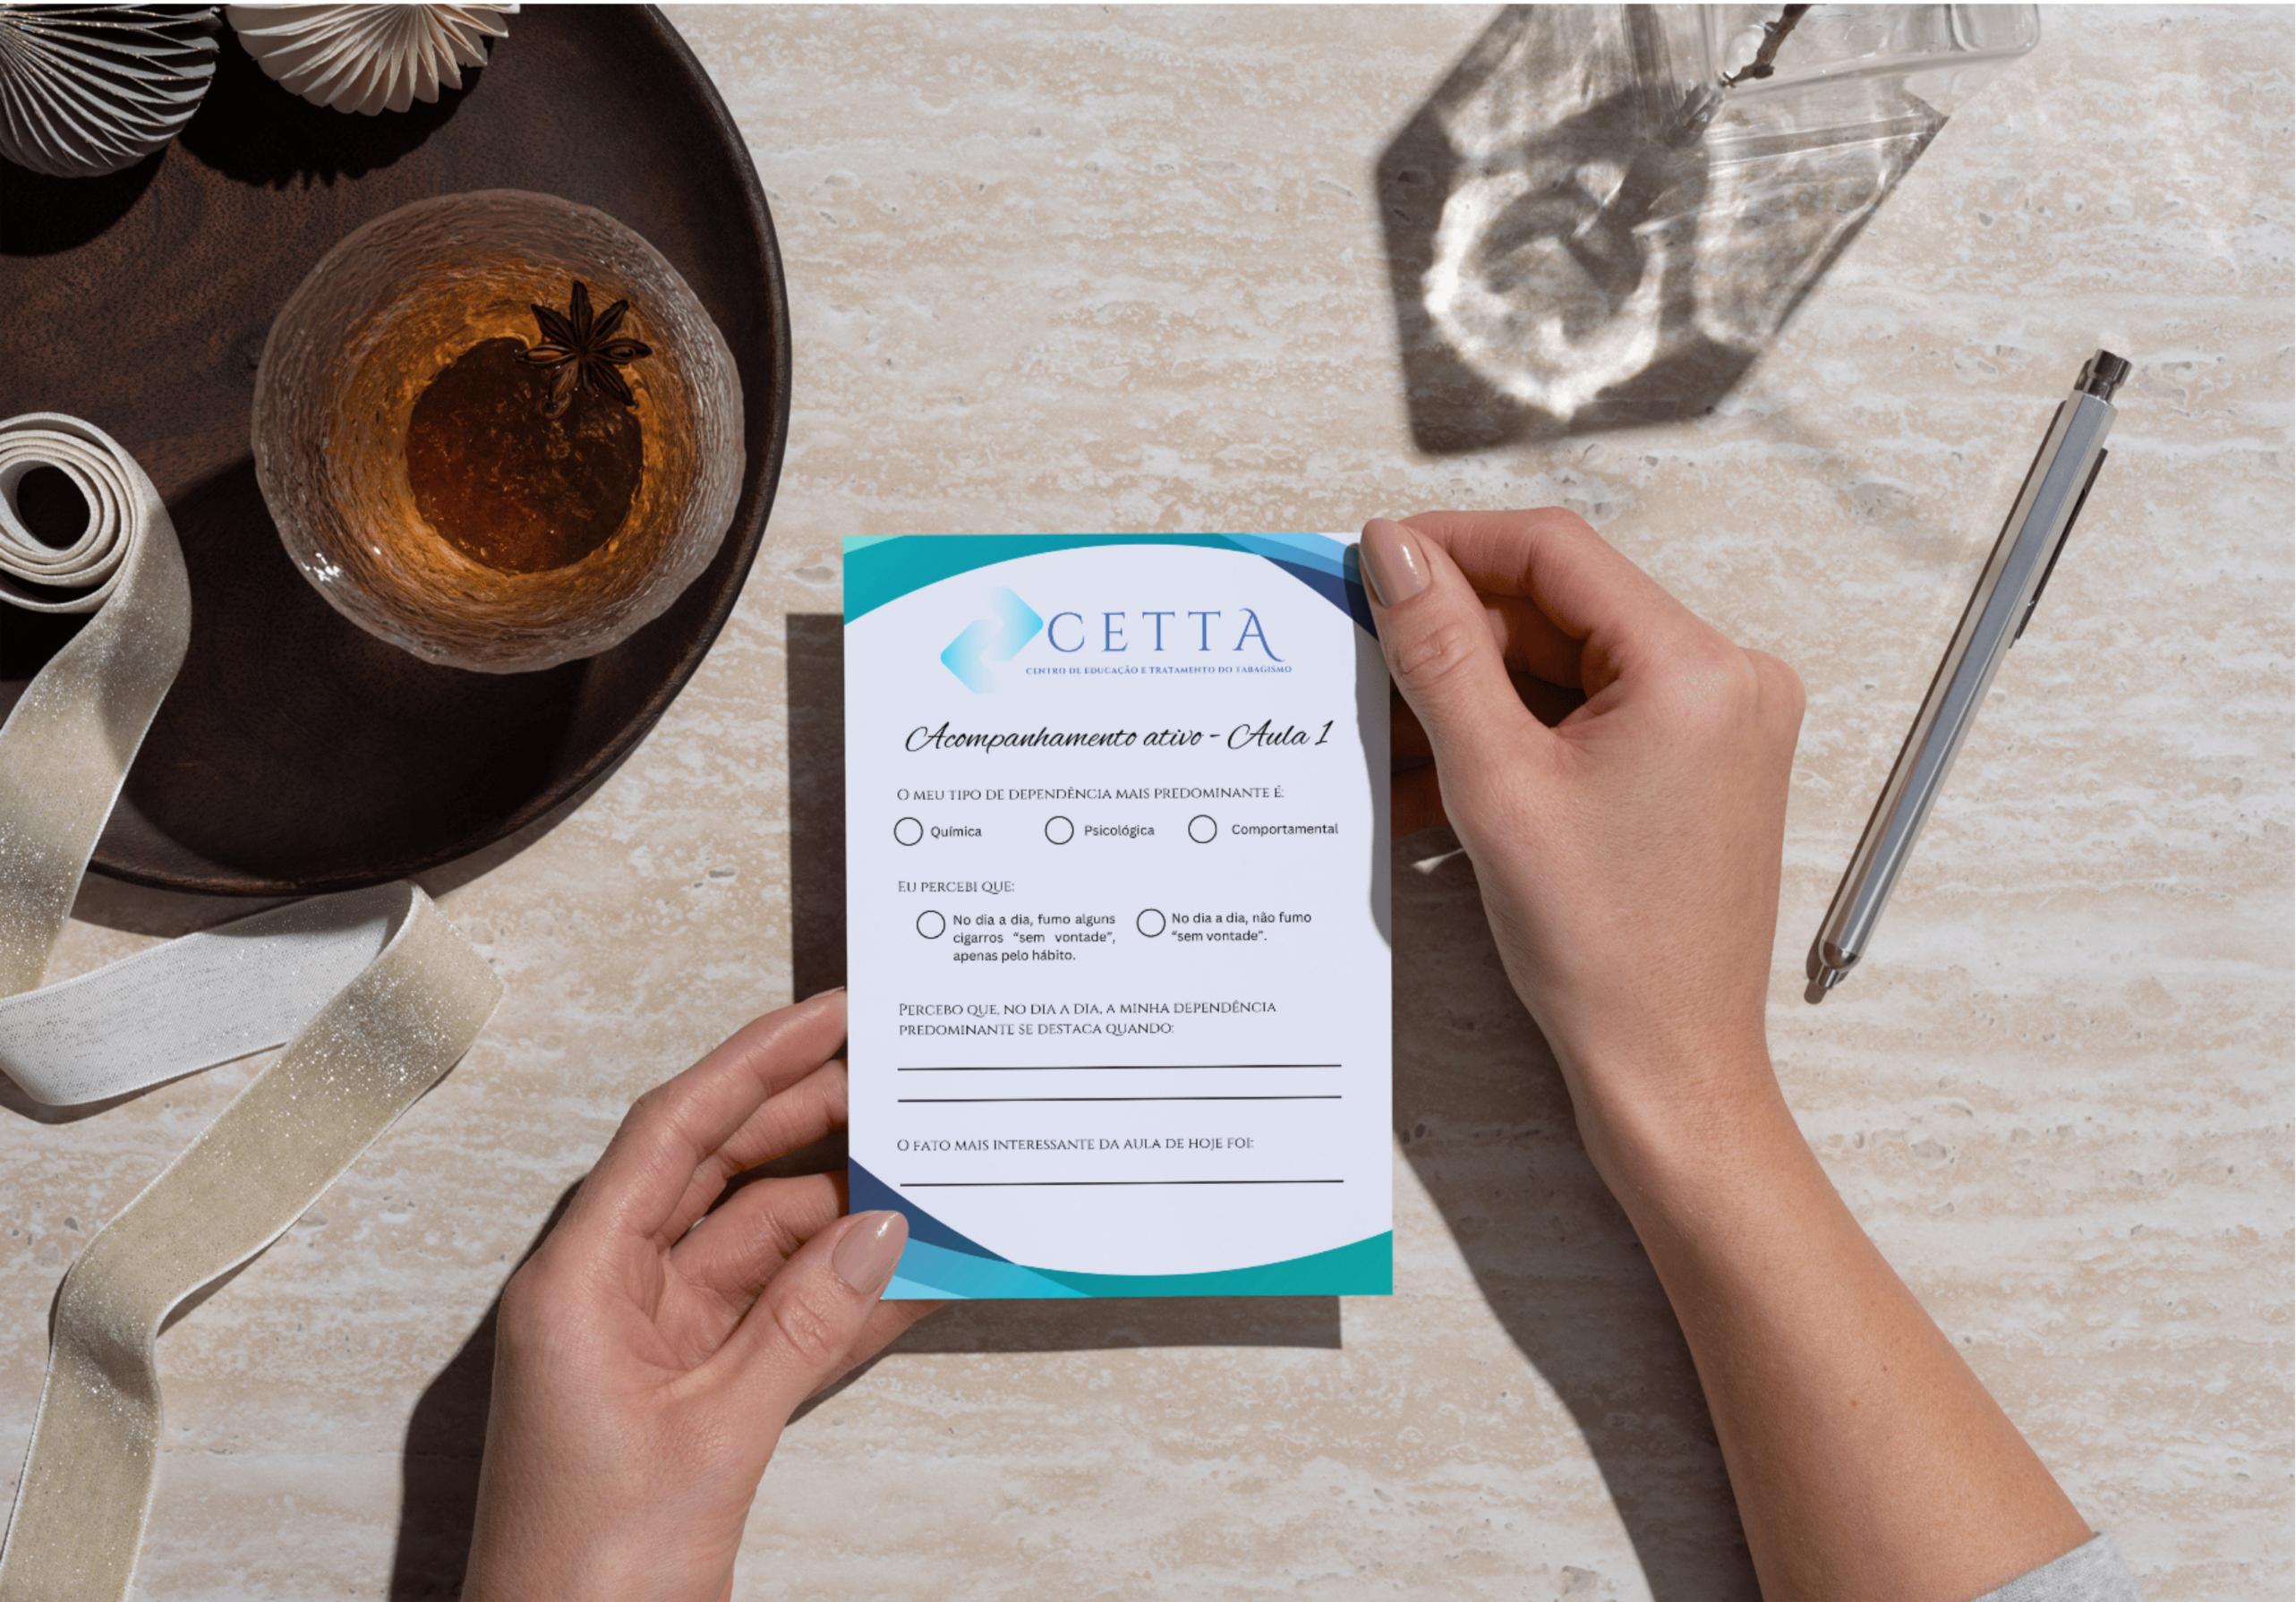 CETTA
CENTRO DE EDUCAÇÃO E TRATAMENTO DO TABAGISMO
Acompanhamento ativo - Aula 1
O MEU TIPO DE DEPENDÊNCIA MAIS PREDOMINANTE É:
Química Psicológica Comportamental
EU PERCEBI QUE:
No dia a dia, fumo alguns
cigarros "sem vontade",
apenas pelo hábito.
No dia a dia, não fumo
"sem vontade".
PERCEBO QUE, NO DIA A DIA, A MINHA DEPENDÊNCIA
PREDOMINANTE SE DESTACA QUANDO:
O FATO MAIS INTERESSANTE DA AULA DE HOJE FOI: